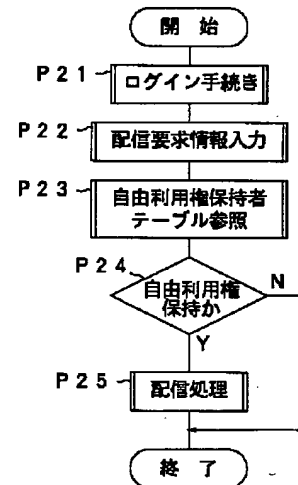 開 始
P21
ログイン手続き
P22
配信要求情報入力
P23
自由利用権保持者
テーブル参照
P24
自由利用権
保持か
N
Y
P25
配信処理
終 了